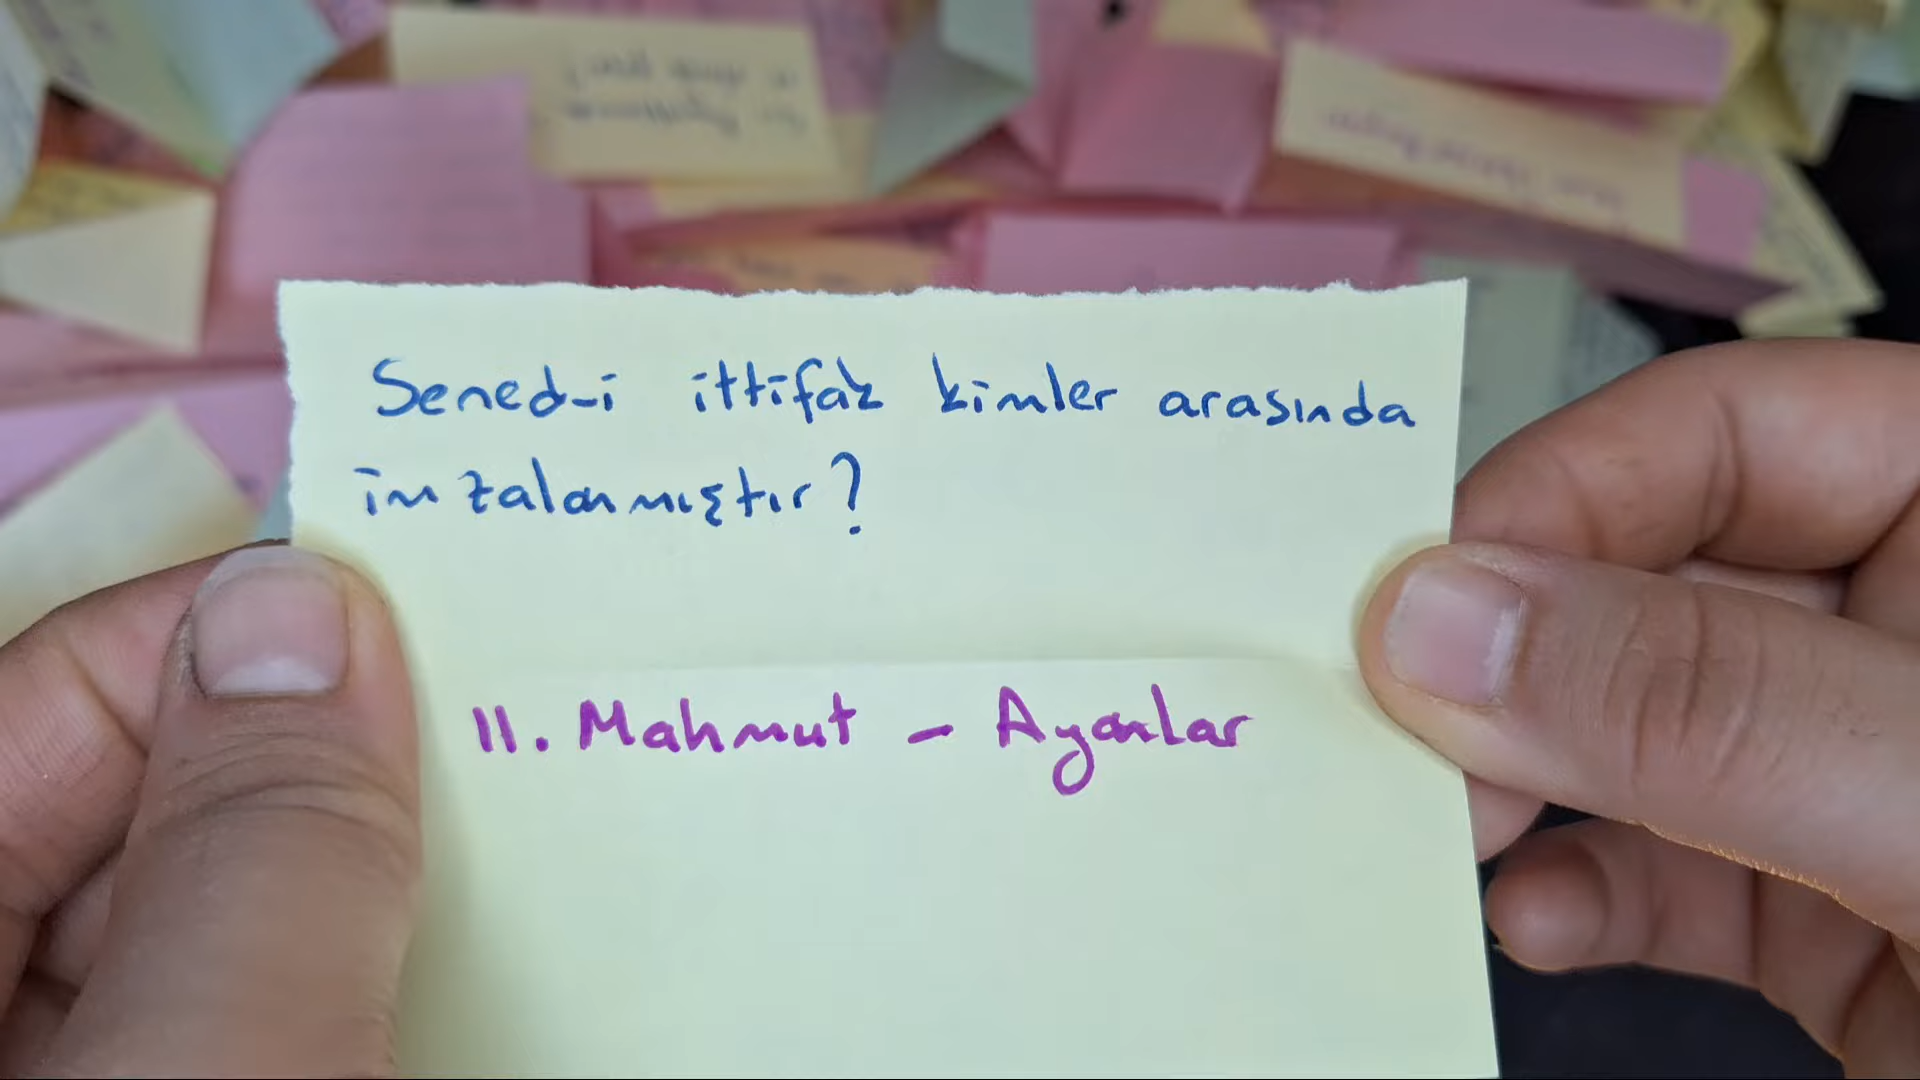 Sened-i ittifak kimler arasında
imzalanmıştır?
II. Mahmut - Ayanlar